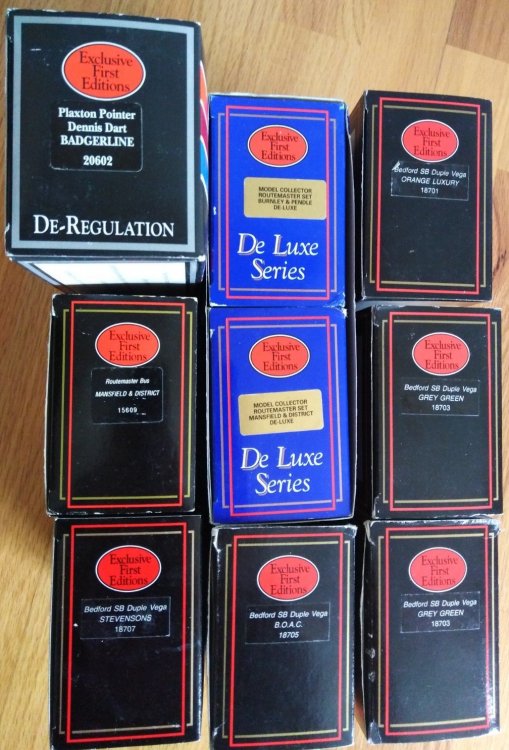 Exclusive
First
Editions
Plaxton Pointer
Dennis Dart
BADGERLINE
20602
DE-REGULATION
Exclusive
First
Editions
MODEL COLLECTOR
ROUTEMASTER SET
BURNLEY & PENDLE
DE-LUXE
De Luxe
Series
Exclusive
First
Editions
Bedford SB Duple Vega
ORANGE LUXURY
18701
Exclusive
First
Editions
Routemaster Bus
MANSFIELD & DISTRICT
15609
Exclusive
First
Editions
MODEL COLLECTOR
ROUTEMASTER SET
MANSFIELD & DISTRICT
DE-LUXE
De Luxe
Series
Exclusive
First
Editions
Bedford SB Duple Vega
GREY GREEN
18703
Exclusive
First
Editions
Bedford SB Duple Vega
STEVENSONS
18707
Exclusive
First
Editions
Bedford SB Duple Vega
B.O.A.C.
18705
Exclusive
First
Editions
Bedford SB Duple Vega
GREY GREEN
18703